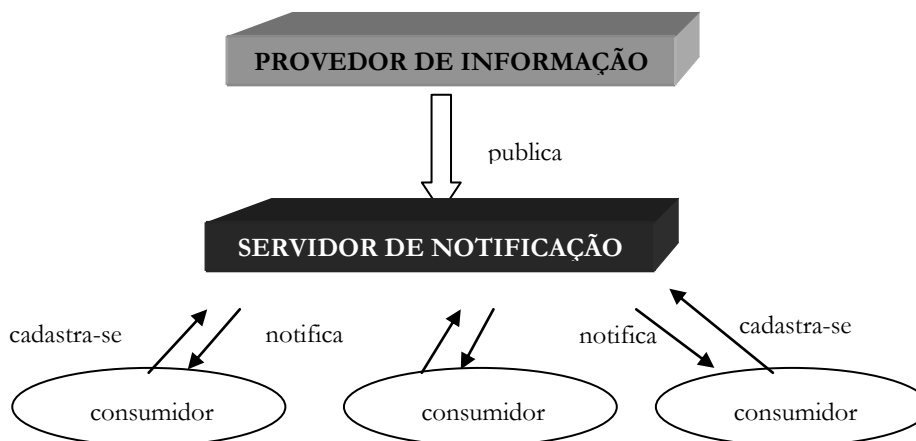 PROVEDOR DE INFORMAÇÃO
publica
SERVIDOR DE NOTIFICAÇÃO
cadastra-se
notifica
notifica
cadastra-se
consumidor
consumidor
consumidor